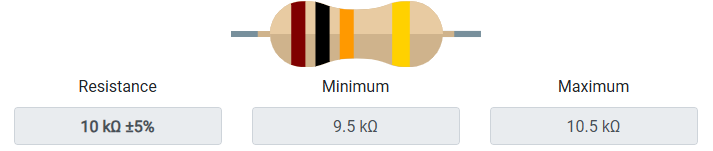 Resistance Minimum Maximum
10 kΩ ±5% 9.5 kΩ 10.5 kΩ